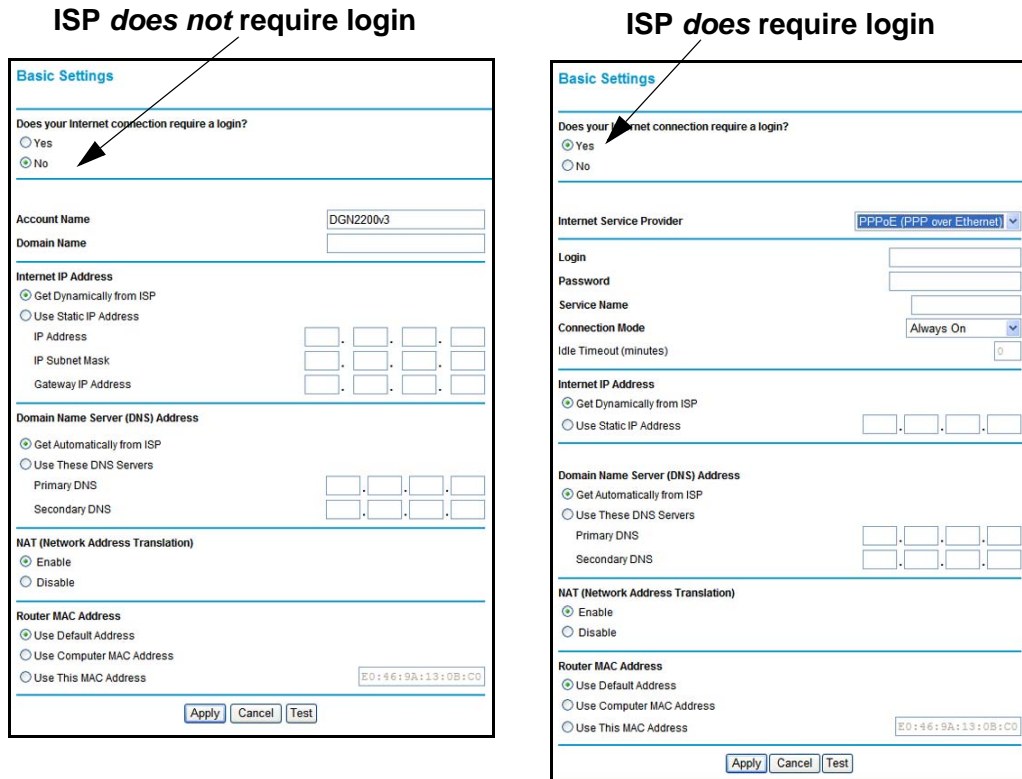 ISP does not require login
Basic Settings
Does your Internet connection require a login?
Yes
No
Account Name DGN2200v3
Domain Name
Internet IP Address
Get Dynamically from ISP
Use Static IP Address
IP Address . . .
IP Subnet Mask . . .
Gateway IP Address . . .
Domain Name Server (DNS) Address
Get Automatically from ISP
Use These DNS Servers
Primary DNS . . .
Secondary DNS . . .
NAT (Network Address Translation)
Enable
Disable
Router MAC Address
Use Default Address
Use Computer MAC Address
Use This MAC Address E0:46:9A:13:0B:C0
Apply Cancel Test
ISP does require login
Basic Settings
Does your Internet connection require a login?
Yes
No
Internet Service Provider PPPoE (PPP over Ethernet)
Login
Password
Service Name
Connection Mode Always On
Idle Timeout (minutes) 0
Internet IP Address
Get Dynamically from ISP
Use Static IP Address . . .
Domain Name Server (DNS) Address
Get Automatically from ISP
Use These DNS Servers
Primary DNS . . .
Secondary DNS . . .
NAT (Network Address Translation)
Enable
Disable
Router MAC Address
Use Default Address
Use Computer MAC Address
Use This MAC Address E0:46:9A:13:0B:C0
Apply Cancel Test